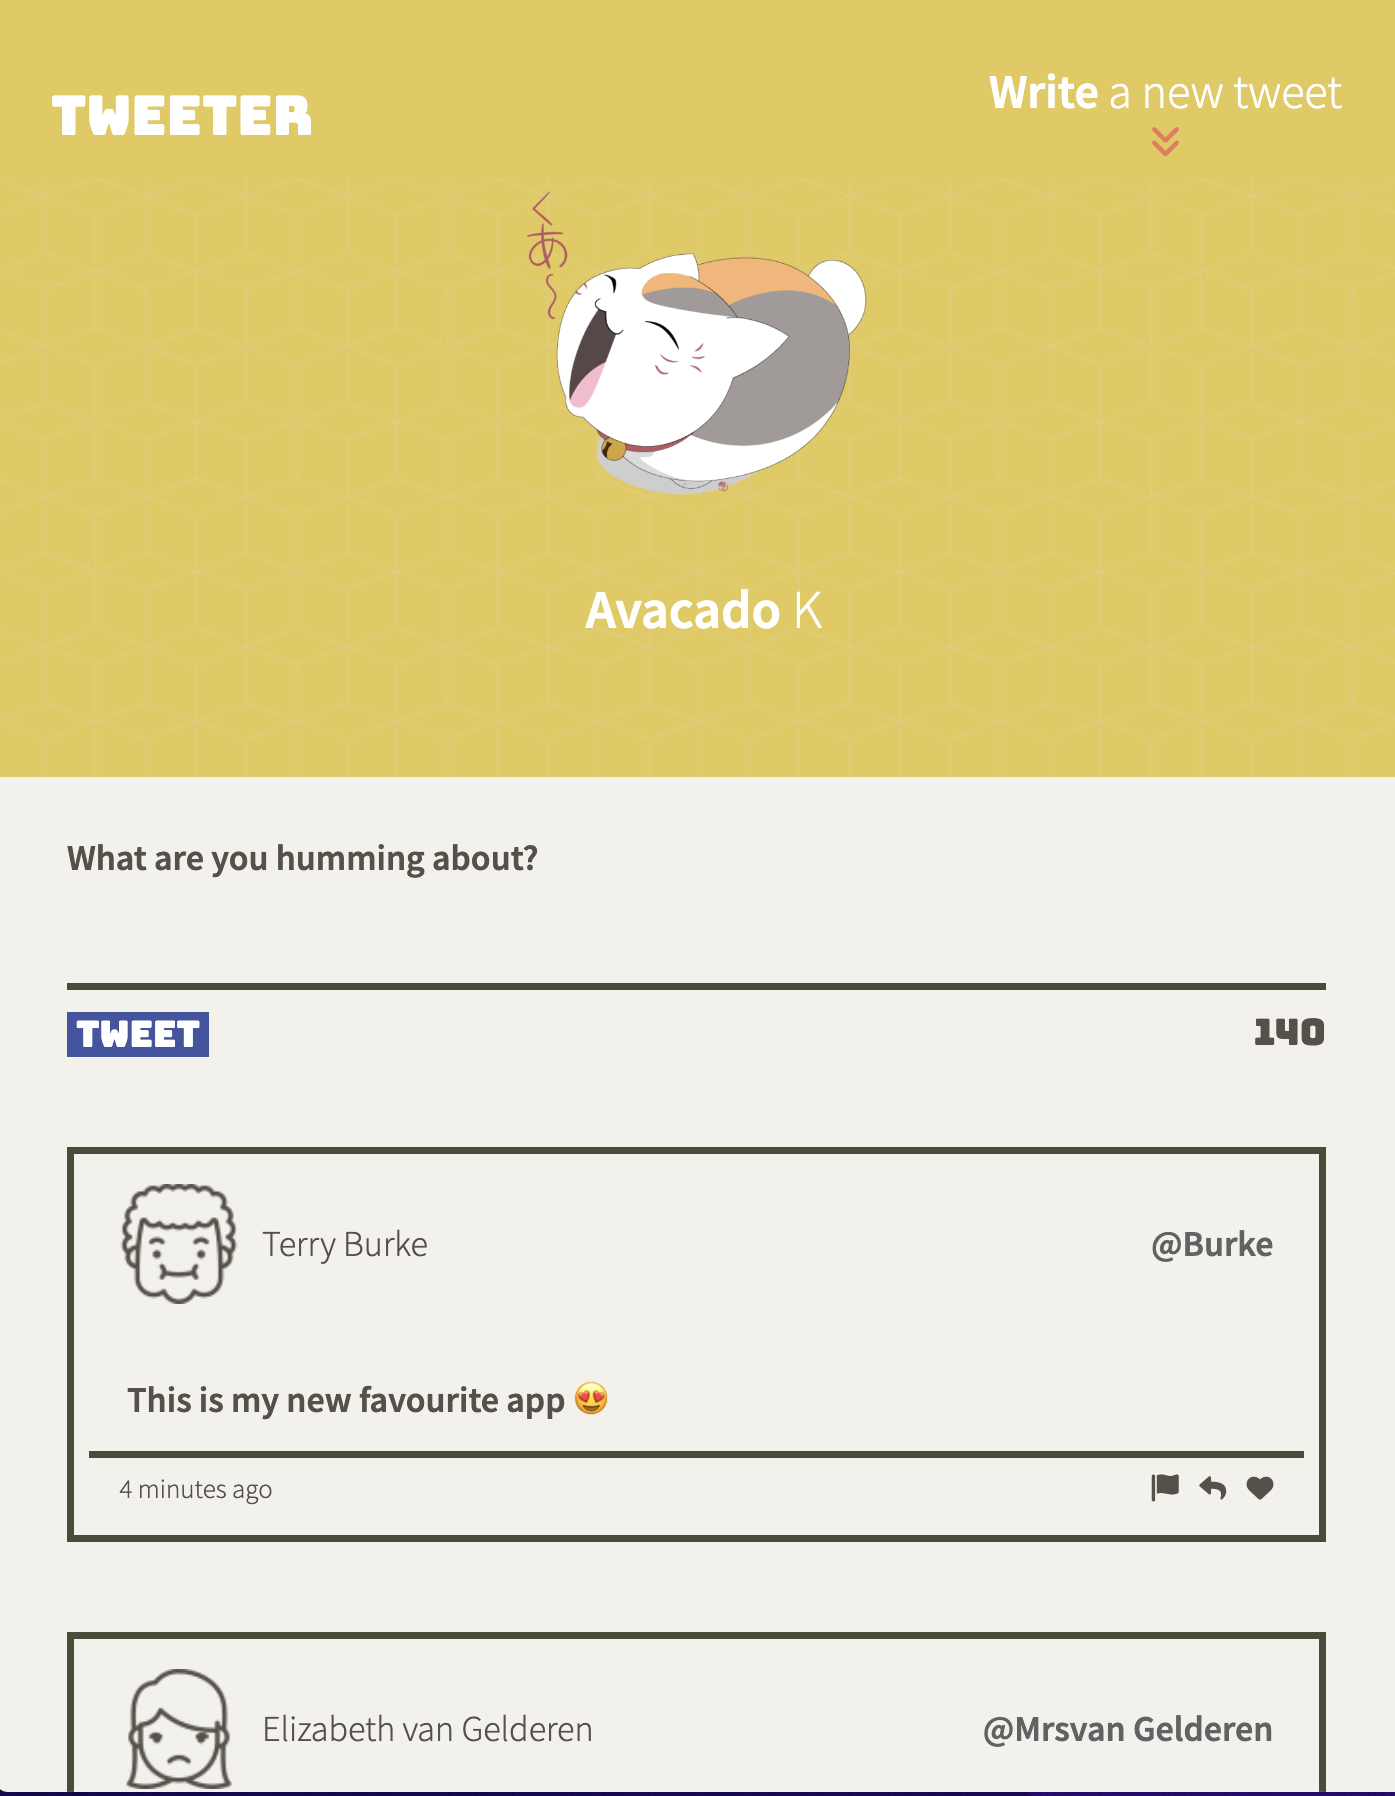 TWEETER
Write a new tweet
くあ〜
Avacado K
What are you humming about?
TWEET
140
Terry Burke
@Burke
This is my new favourite app 😍
4 minutes ago
Elizabeth van Gelderen
@Mrsvan Gelderen